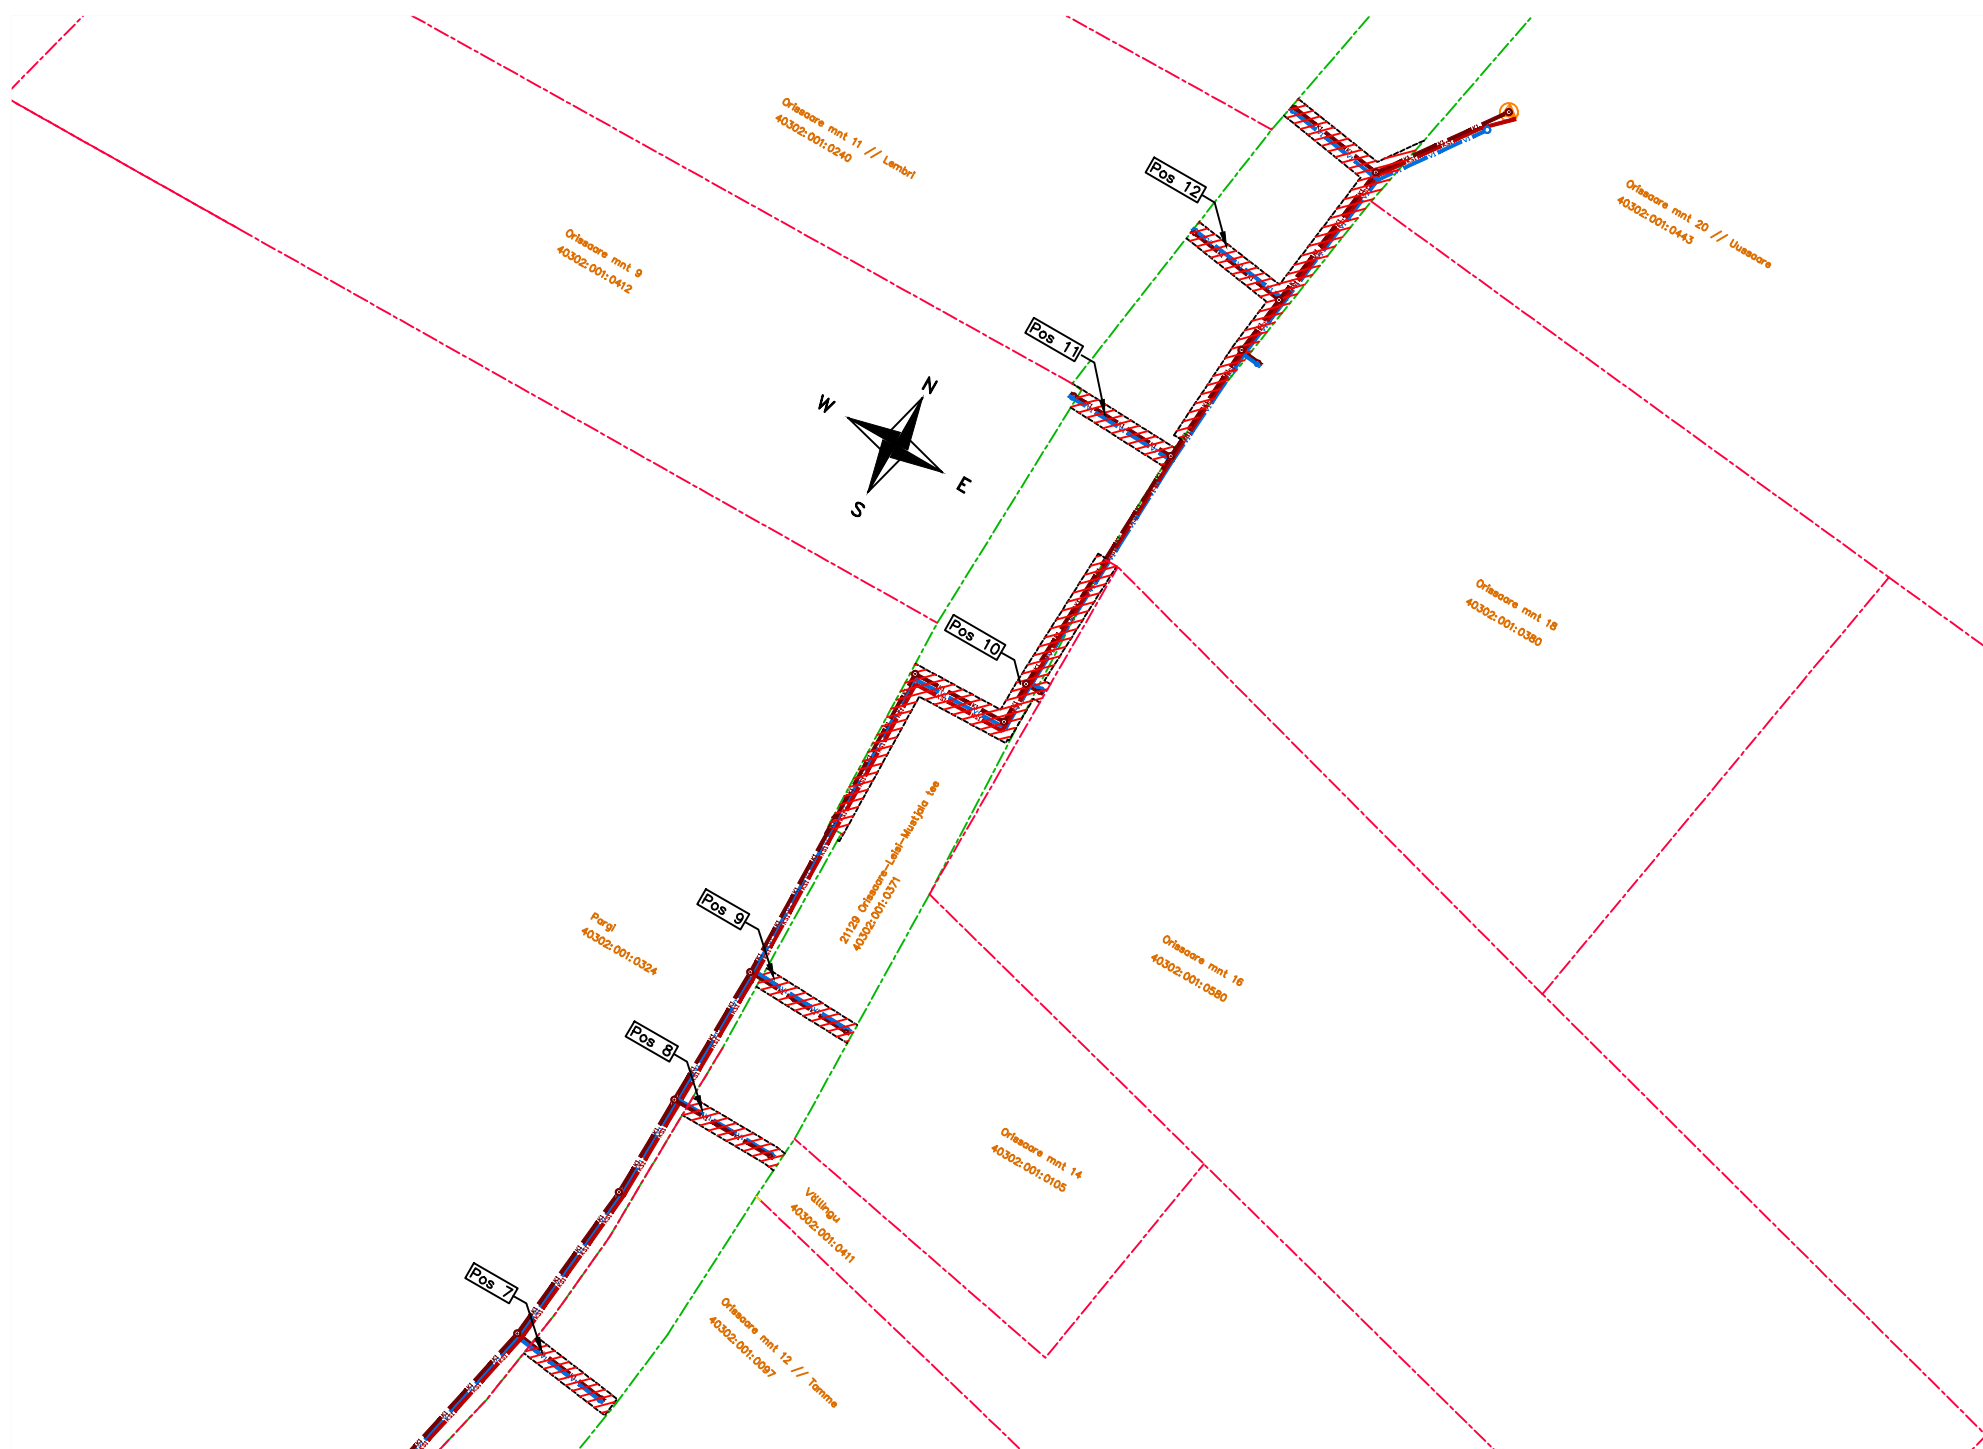 Orissaare mnt 11 // Lembri
40302:001:0240
Pos 12
Orissaare mnt 20 // Uussaare
40302:001:0443
Orissaare mnt 9
40302:001:0412
Pos 11
N
W
E
S
Orissaare mnt 18
40302:001:0380
Pos 10
21129 Orissaare-Leisi-Mustjala tee
40302:001:0371
Pos 9
Pargi
40302:001:0324
Orissaare mnt 16
40302:001:0580
Pos 8
Orissaare mnt 14
40302:001:0105
Vällingu
40302:001:0411
Pos 7
Orissaare mnt 12 // Tamme
40302:001:0097